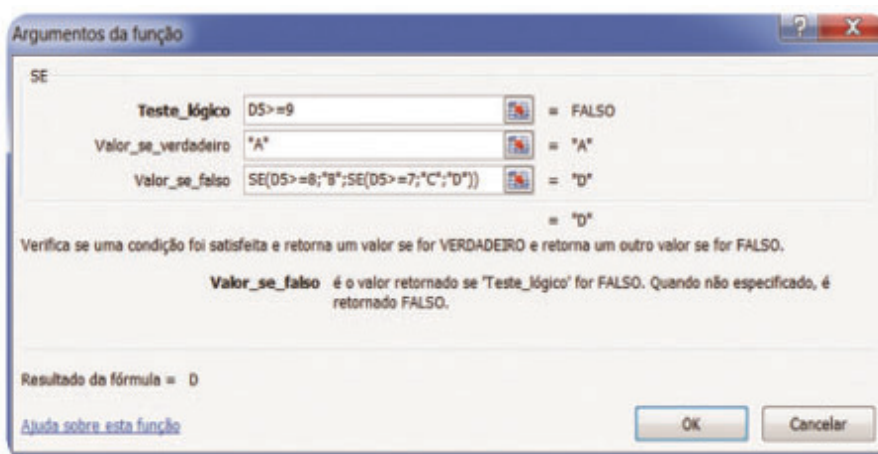 Argumentos da função
SE
Teste_lógico D5>=9 = FALSO
Valor_se_verdadeiro "A" = "A"
Valor_se_falso SE(D5>=8;"B";SE(D5>=7;"C";"D")) = "D"
= "D"
Verifica se uma condição foi satisfeita e retorna um valor se for VERDADEIRO e retorna um outro valor se for FALSO.
Valor_se_falso é o valor retornado se 'Teste_lógico' for FALSO. Quando não especificado, é
retornado FALSO.
Resultado da fórmula = D
Ajuda sobre esta função
OK Cancelar